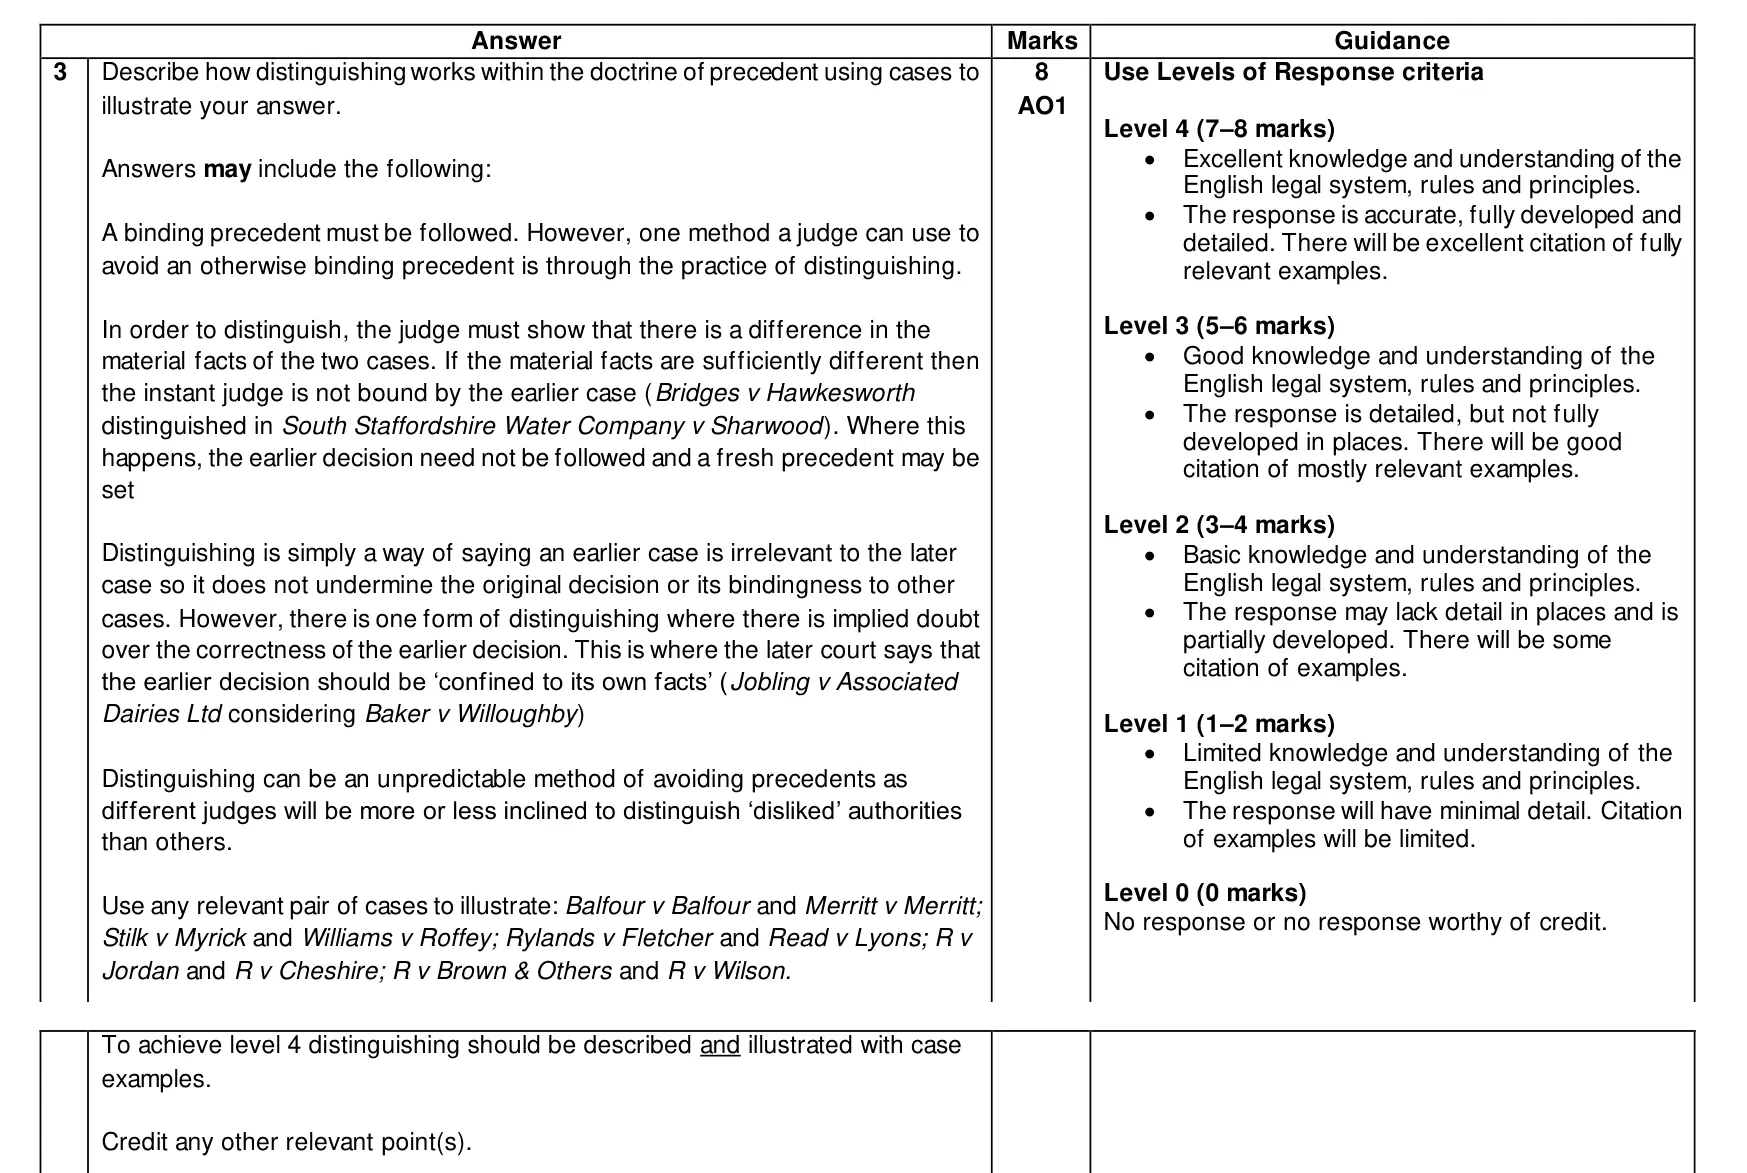 Answer Marks Guidance
3 Describe how distinguishing works within the doctrine of precedent using cases to
illustrate your answer.
Answers may include the following:
A binding precedent must be followed. However, one method a judge can use to
avoid an otherwise binding precedent is through the practice of distinguishing.
In order to distinguish, the judge must show that there is a difference in the
material facts of the two cases. If the material facts are sufficiently different then
the instant judge is not bound by the earlier case (Bridges v Hawkesworth
distinguished in South Staffordshire Water Company v Sharwood). Where this
happens, the earlier decision need not be followed and a fresh precedent may be
set
Distinguishing is simply a way of saying an earlier case is irrelevant to the later
case so it does not undermine the original decision or its bindingness to other
cases. However, there is one form of distinguishing where there is implied doubt
over the correctness of the earlier decision. This is where the later court says that
the earlier decision should be ‘confined to its own facts’ (Jobling v Associated
Dairies Ltd considering Baker v Willoughby)
Distinguishing can be an unpredictable method of avoiding precedents as
different judges will be more or less inclined to distinguish ‘disliked’ authorities
than others.
Use any relevant pair of cases to illustrate: Balfour v Balfour and Merritt v Merritt;
Stilk v Myrick and Williams v Roffey; Rylands v Fletcher and Read v Lyons; R v
Jordan and R v Cheshire; R v Brown & Others and R v Wilson.
To achieve level 4 distinguishing should be described and illustrated with case
examples.
Credit any other relevant point(s).
8
AO1
Use Levels of Response criteria
Level 4 (7–8 marks)
• Excellent knowledge and understanding of the
English legal system, rules and principles.
• The response is accurate, fully developed and
detailed. There will be excellent citation of fully
relevant examples.
Level 3 (5–6 marks)
• Good knowledge and understanding of the
English legal system, rules and principles.
• The response is detailed, but not fully
developed in places. There will be good
citation of mostly relevant examples.
Level 2 (3–4 marks)
• Basic knowledge and understanding of the
English legal system, rules and principles.
• The response may lack detail in places and is
partially developed. There will be some
citation of examples.
Level 1 (1–2 marks)
• Limited knowledge and understanding of the
English legal system, rules and principles.
• The response will have minimal detail. Citation
of examples will be limited.
Level 0 (0 marks)
No response or no response worthy of credit.